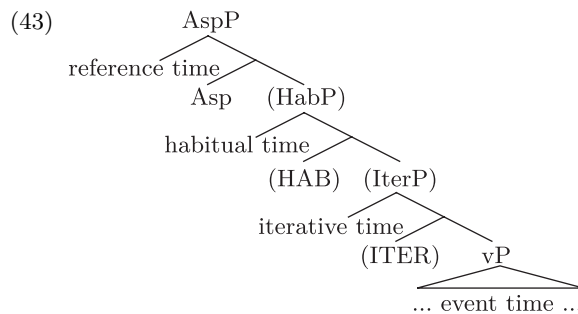 (43) AspP
reference time
Asp (HabP)
habitual time
(HAB) (IterP)
iterative time
(ITER) vP
... event time ...